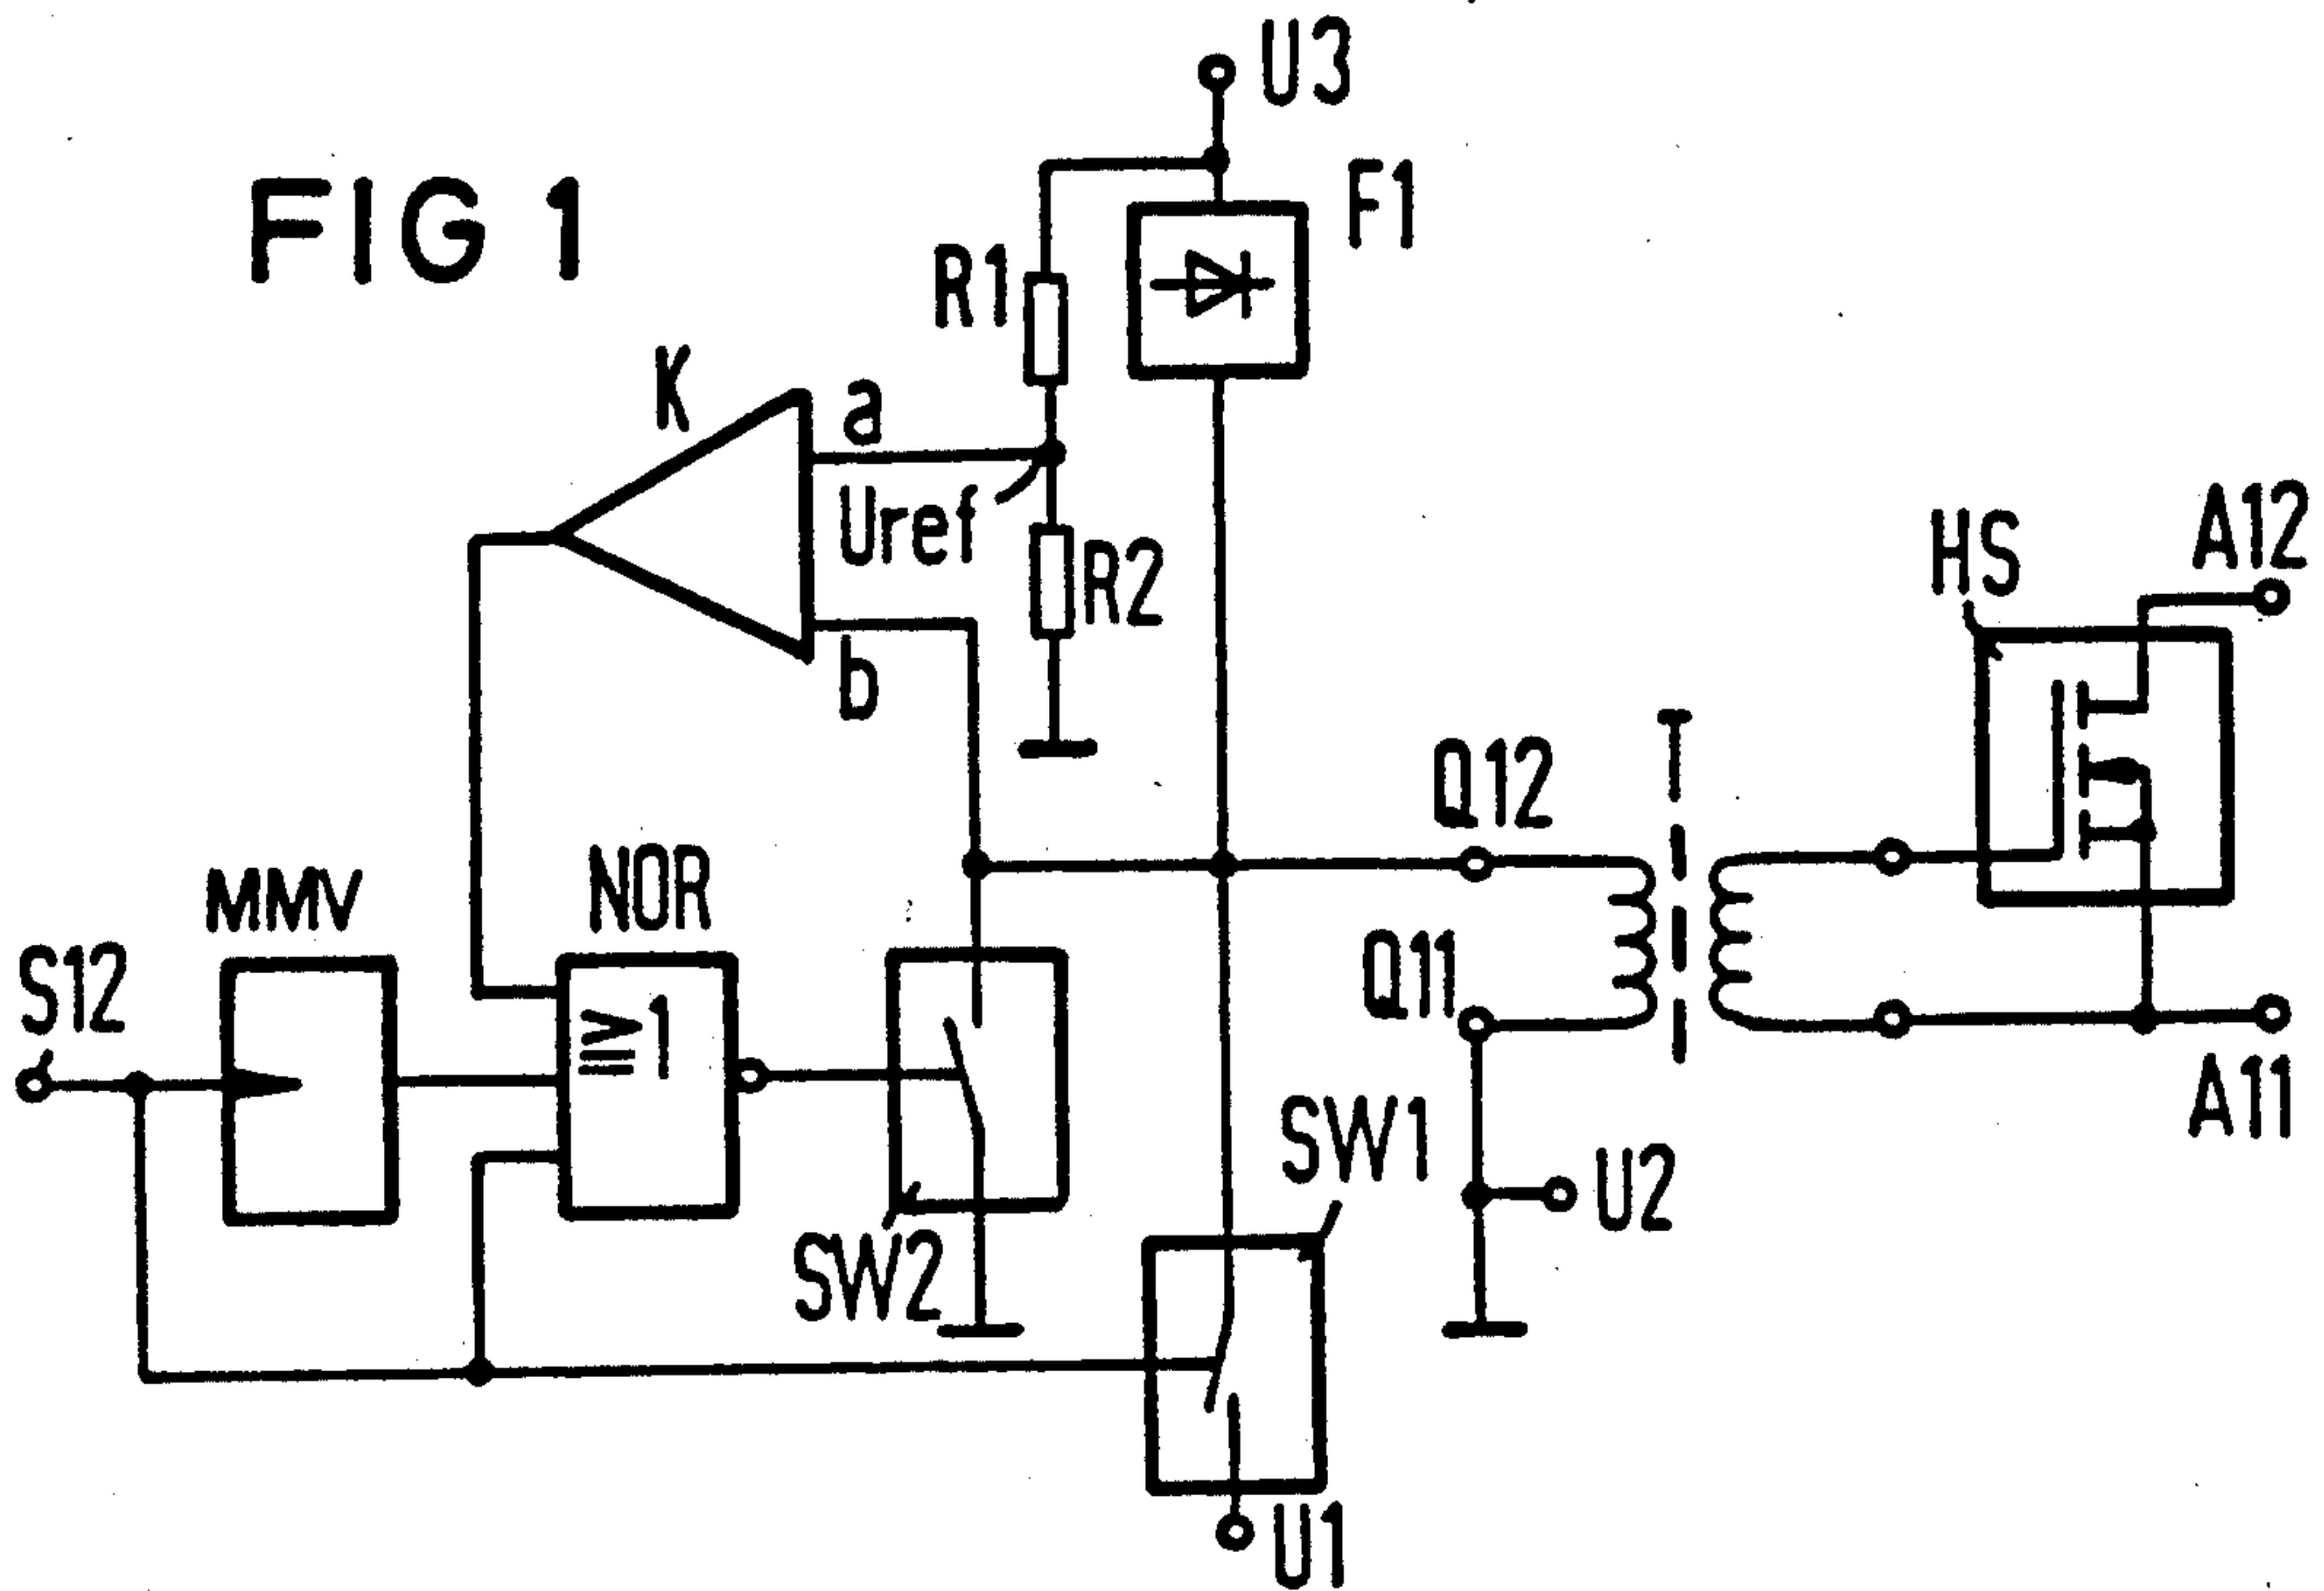 U3
FIG 1
F1
R1
K
a
Uref
R2
b
HS
A12
T
Q12
MMV
NOR
S12
Q11
≥1
SW1
A11
U2
SW2
U1